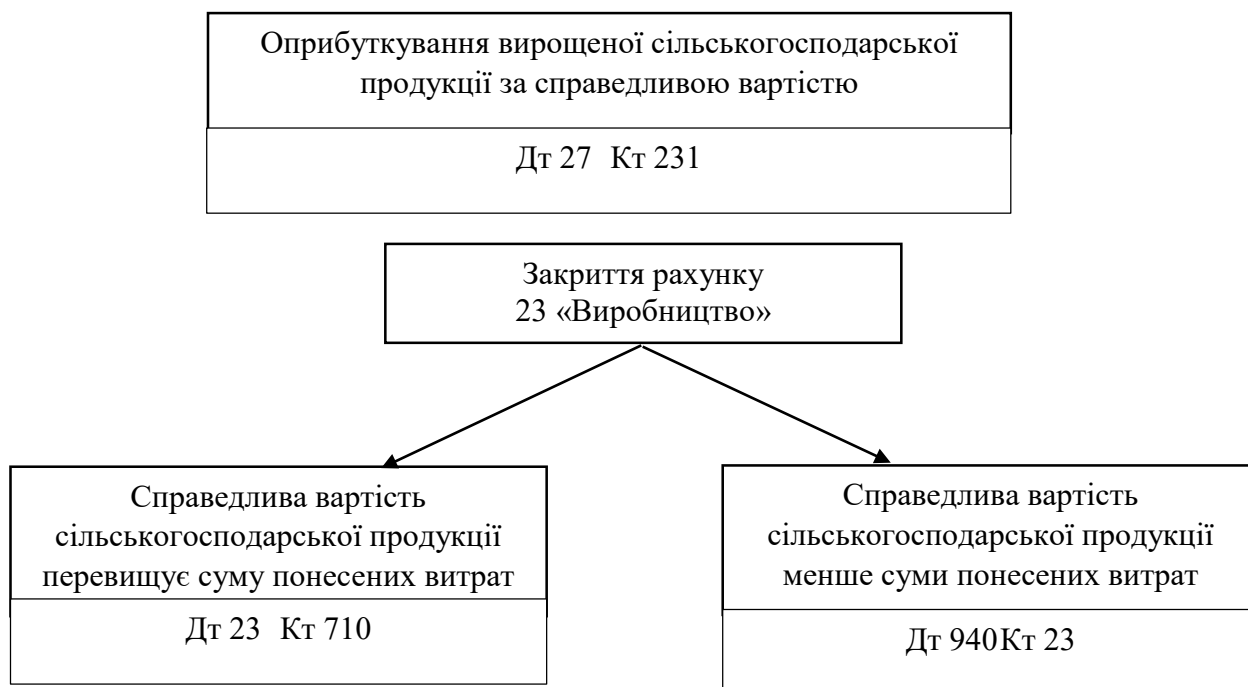 Оприбуткування вирощеної сільськогосподарської
продукції за справедливою вартістю
Дт 27 Кт 231
Закриття рахунку
23 «Виробництво»
Справедлива вартість
сільськогосподарської продукції
перевищує суму понесених витрат
Дт 23 Кт 710
Справедлива вартість
сільськогосподарської продукції
менше суми понесених витрат
Дт 940Кт 23